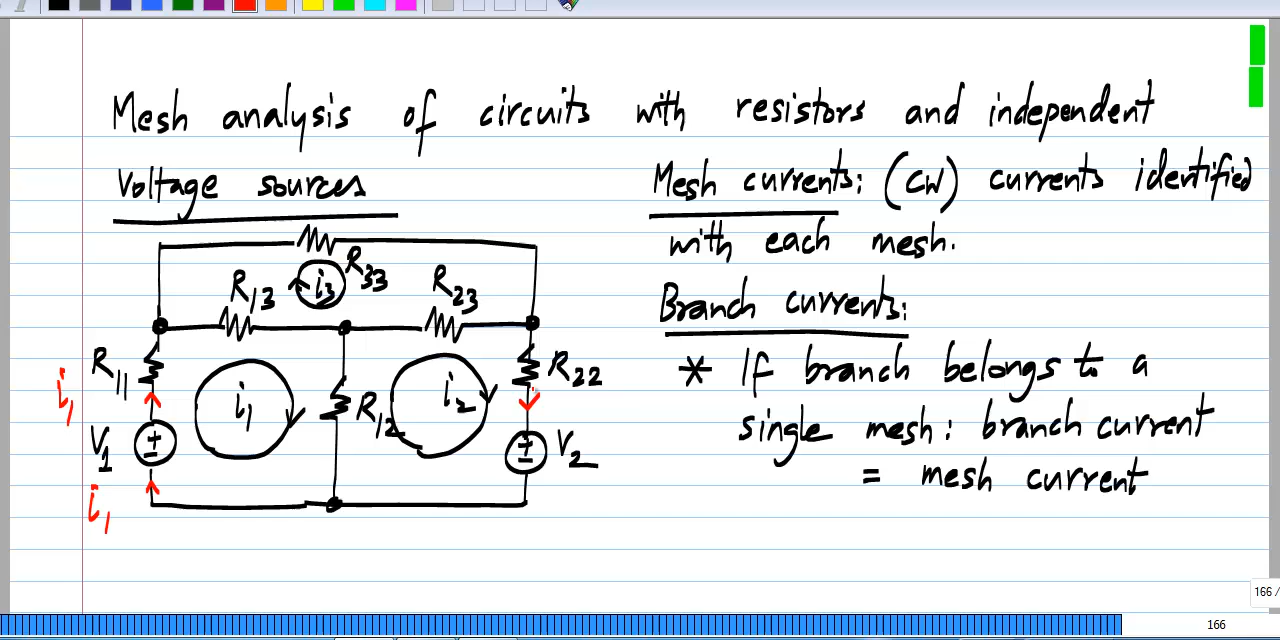 Mesh analysis of circuits with resistors and independent
Voltage sources
Mesh currents: (CW) currents identified
with each mesh.
Branch currents:
* If branch belongs to a
single mesh: branch current
= mesh current
R33
i3
R13
R23
R11
i1
i1
R12
i2
R22
V1
V2
i1
166 /
166